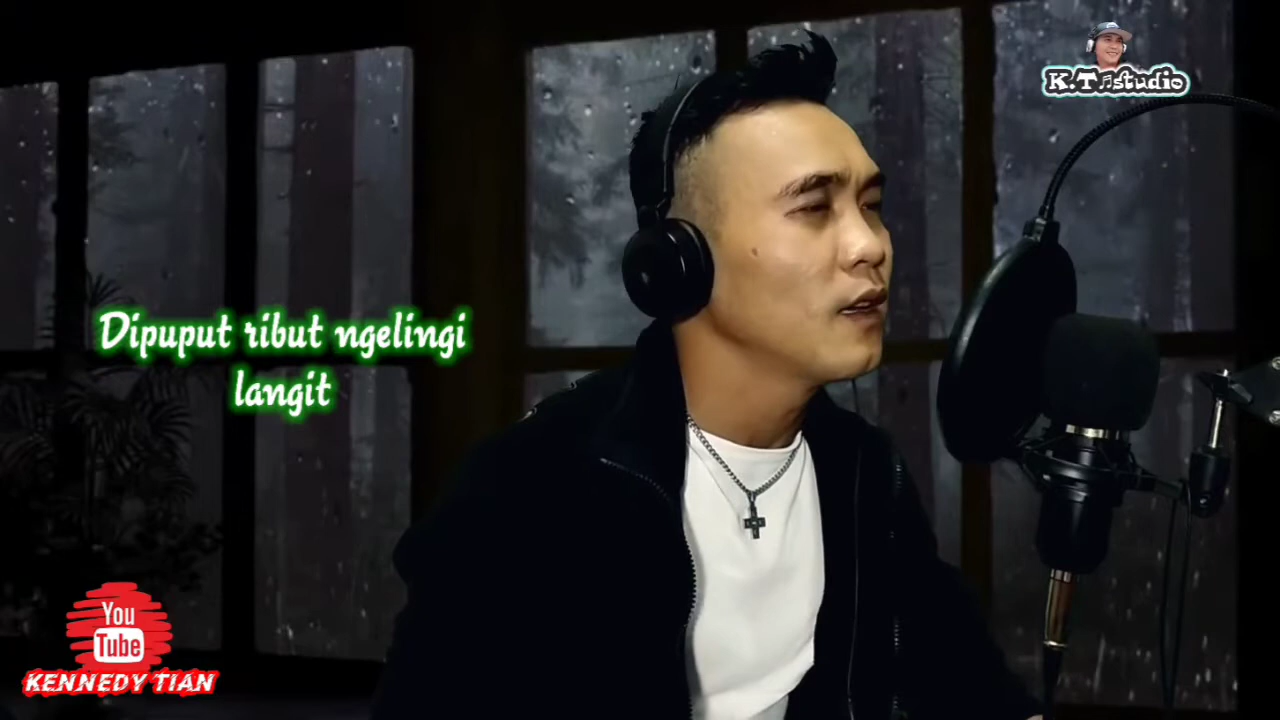 K.T♫studio
Dipuput ribut ngelingi
langit
You
Tube
KENNEDY TIAN